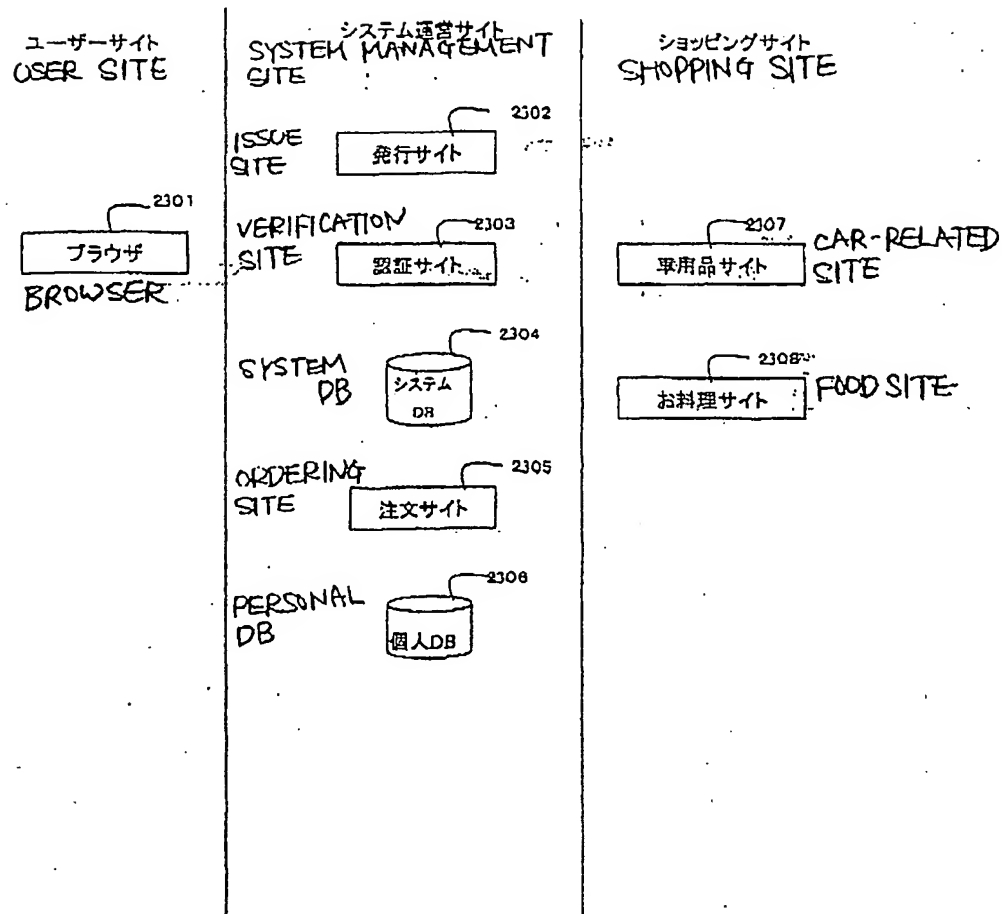 ユーザーサイト
OSER SITE
システム運営サイト
SYSTEM MANAGEMENT
SITE
ショッピングサイト
SHOPPING SITE
2302
ISSUE
SITE
発行サイト
2301
ブラウザ
BROWSER
VERIFICATION
SITE
2303
認証サイト
2307
車用品サイト
CAR-RELATED
SITE
2304
SYSTEM
DB
システム
DB
2308
お料理サイト
FOOD SITE
2305
ORDERING
SITE
注文サイト
2306
PERSONAL
DB
個人DB